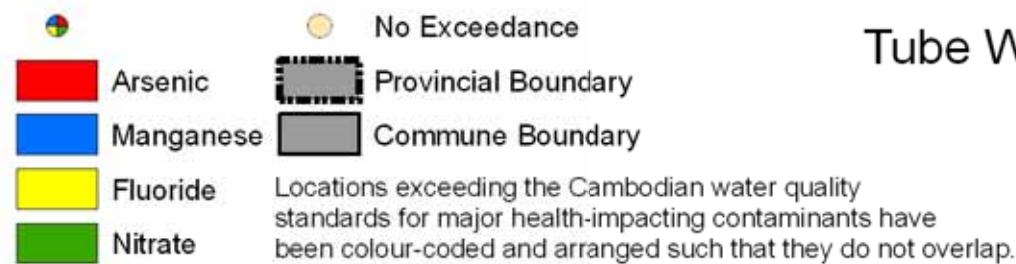 No Exceedance
Tube W
Arsenic
Provincial Boundary
Manganese
Commune Boundary
Fluoride
Nitrate
Locations exceeding the Cambodian water quality
standards for major health-impacting contaminants have
been colour-coded and arranged such that they do not overlap.